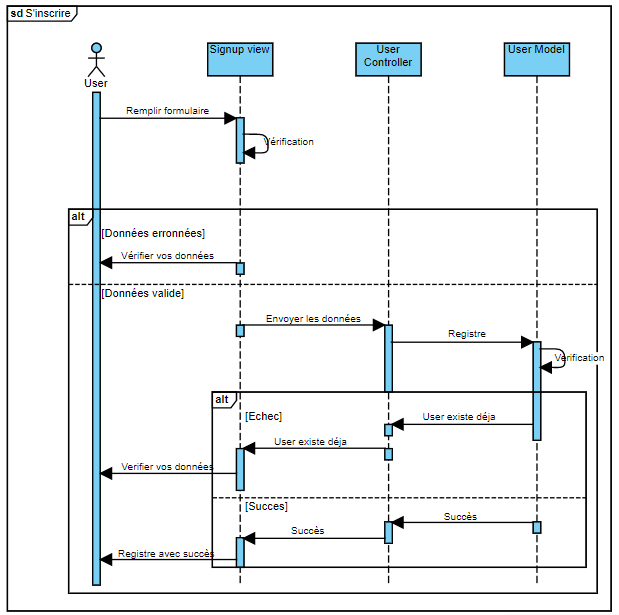 sd S'inscrire
Signup view
User
Controller
User Model
User
Remplir formulaire
Vérification
alt
[Données erronnées]
Vérifier vos données
[Données valide]
Envoyer les données
Registre
Vérification
alt
[Echec]
User existe déja
User existe déja
Verifier vos données
[Succes]
Succès
Succès
Registre avec succès